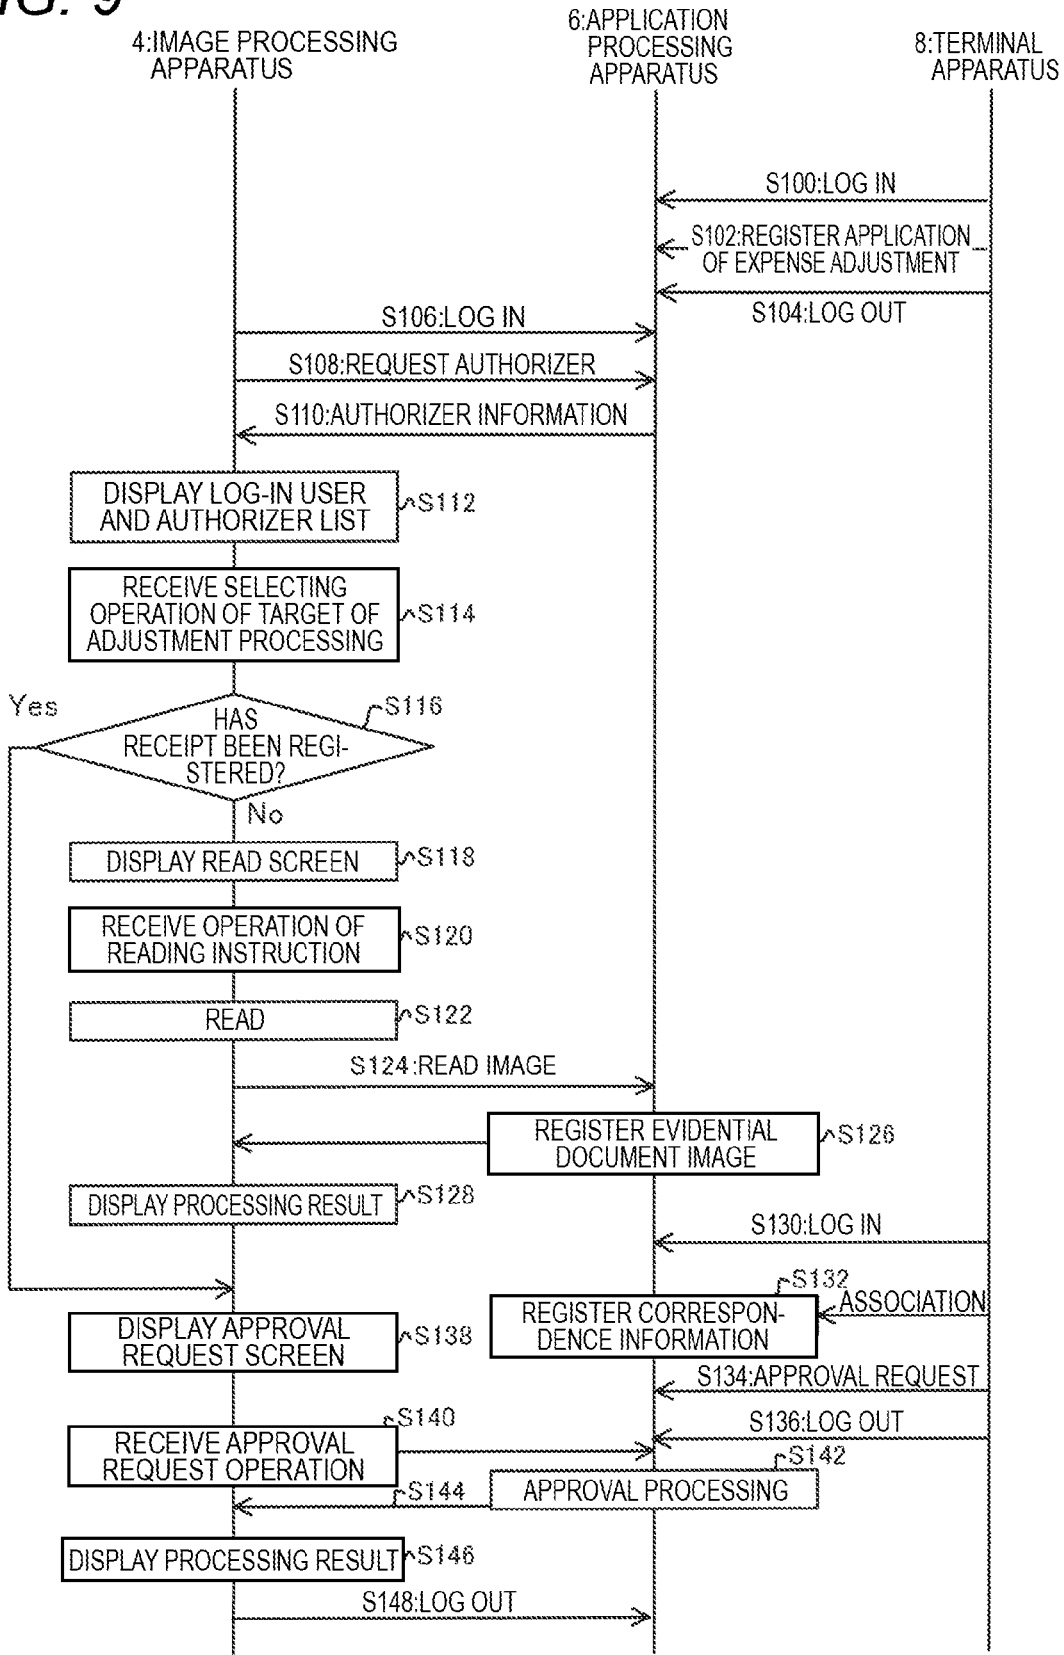 FIG. 9
4:IMAGE PROCESSING
APPARATUS
6:APPLICATION
PROCESSING
APPARATUS
8:TERMINAL
APPARATUS
S100:LOG IN
S102:REGISTER APPLICATION
OF EXPENSE ADJUSTMENT
S104:LOG OUT
S106:LOG IN
S108:REQUEST AUTHORIZER
S110:AUTHORIZER INFORMATION
DISPLAY LOG-IN USER
AND AUTHORIZER LIST
S112
RECEIVE SELECTING
OPERATION OF TARGET OF
ADJUSTMENT PROCESSING
S114
Yes
S116
HAS
RECEIPT BEEN REGI-
STERED?
No
DISPLAY READ SCREEN
S118
RECEIVE OPERATION OF
READING INSTRUCTION
S120
READ
S122
S124:READ IMAGE
REGISTER EVIDENTIAL
DOCUMENT IMAGE
S126
DISPLAY PROCESSING RESULT
S128
S130:LOG IN
S132
ASSOCIATION
REGISTER CORRESPON-
DENCE INFORMATION
DISPLAY APPROVAL
REQUEST SCREEN
S138
S134:APPROVAL REQUEST
S136:LOG OUT
S140
RECEIVE APPROVAL
REQUEST OPERATION
S142
APPROVAL PROCESSING
S144
DISPLAY PROCESSING RESULT
S146
S148:LOG OUT